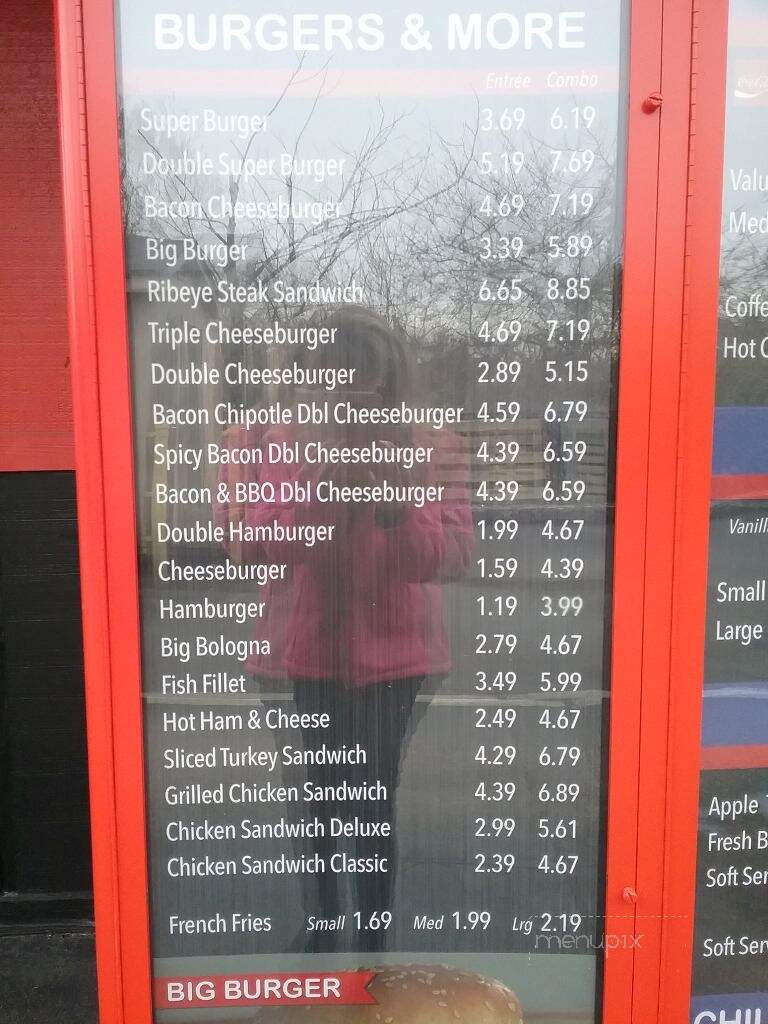 BURGERS & MORE
Entrée Combo
Super Burger 3.69 6.19
Double Super Burger 5.19 7.69
Bacon Cheeseburger 4.69 7.19
Big Burger 3.39 5.89
Ribeye Steak Sandwich 6.65 8.85
Triple Cheeseburger 4.69 7.19
Double Cheeseburger 2.89 5.15
Bacon Chipotle Dbl Cheeseburger 4.59 6.79
Spicy Bacon Dbl Cheeseburger 4.39 6.59
Bacon & BBQ Dbl Cheeseburger 4.39 6.59
Double Hamburger 1.99 4.67
Cheeseburger 1.59 4.39
Hamburger 1.19 3.99
Big Bologna 2.79 4.67
Fish Fillet 3.49 5.99
Hot Ham & Cheese 2.49 4.67
Sliced Turkey Sandwich 4.29 6.79
Grilled Chicken Sandwich 4.39 6.89
Chicken Sandwich Deluxe 2.99 5.61
Chicken Sandwich Classic 2.39 4.67
French Fries Small 1.69 Med 1.99 Lrg 2.19
menupix
BIG BURGER
Valu
Med
Coffe
Hot C
Vanill
Small
Large
Apple
Fresh B
Soft Ser
Soft Serv
CHIL